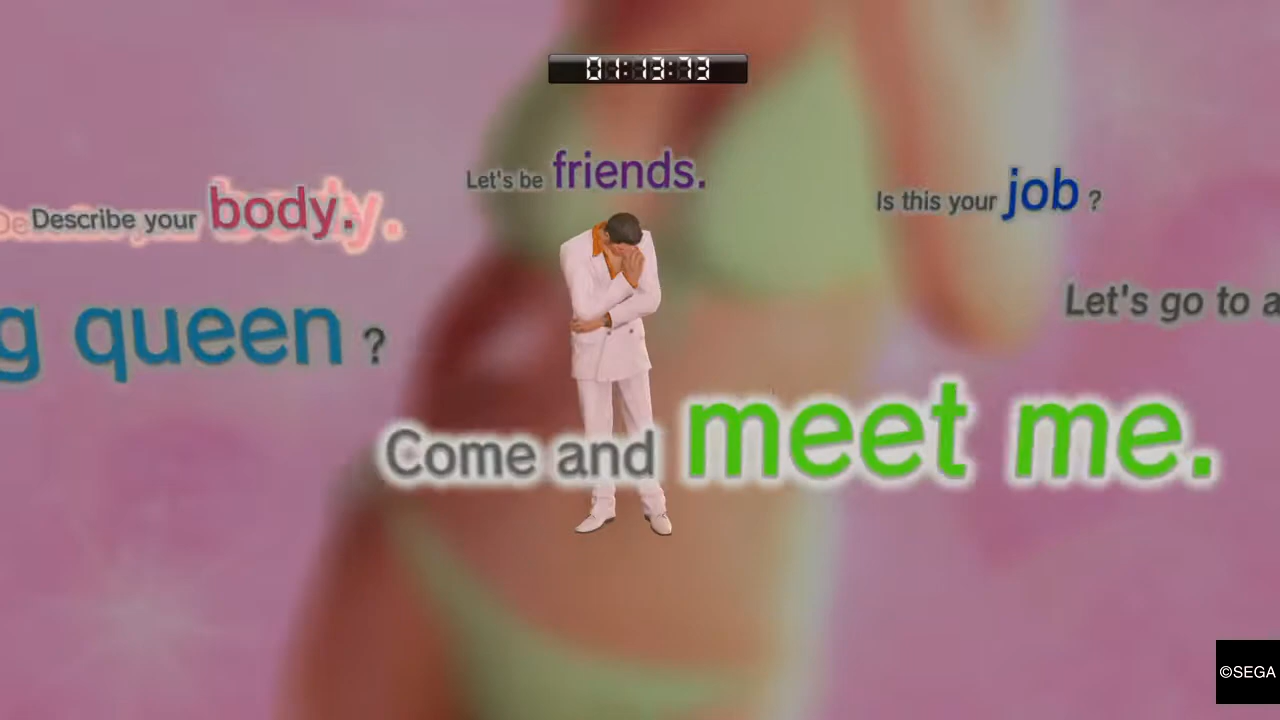 01:13:73
Let's be friends.
Describe your body.
Is this your job ?
Let's go to a
g queen ?
Come and meet me.
©SEGA